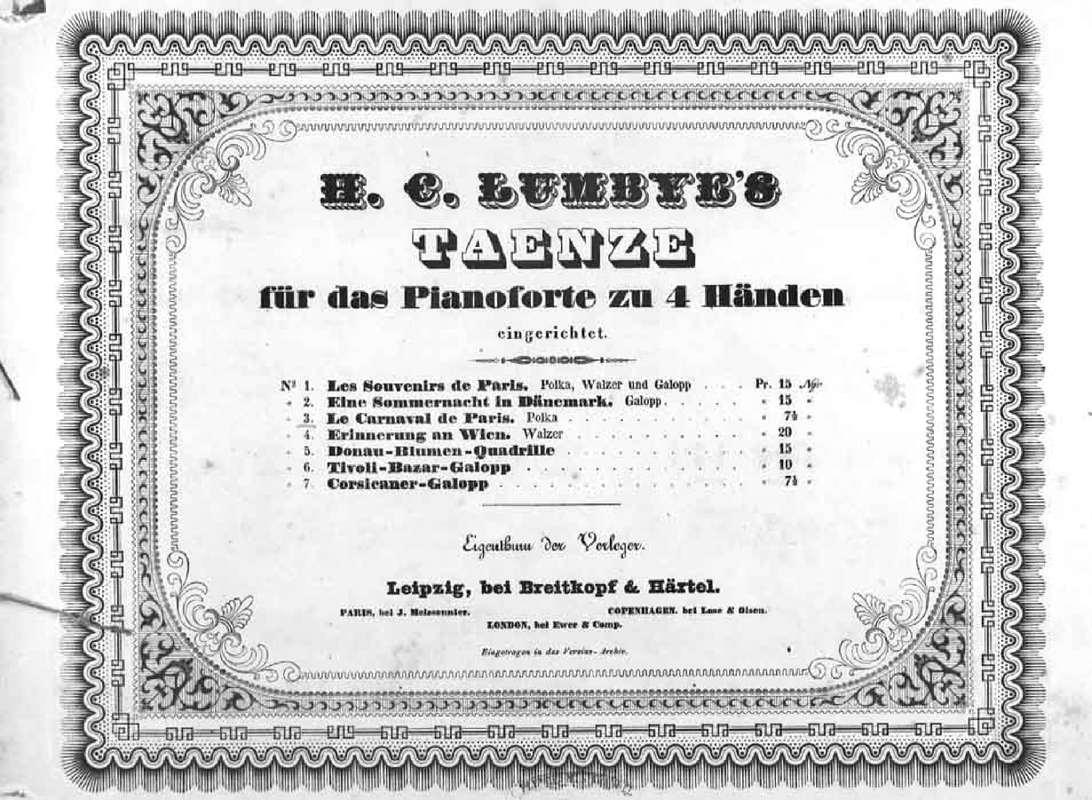 H. C. LUMBYE'S
TAENZE
für das Pianoforte zu 4 Händen
eingerichtet.
Nº 1. Les Souvenirs de Paris. Polka, Walzer und Galopp . . . . Pr. 15 Ngr.
" 2. Eine Sommernacht in Dänemark. Galopp . . . . . . " 15 "
" 3. Le Carnaval de Paris. Polka . . . . . . . . . . " 7½ "
" 4. Erinnerung an Wien. Walzer . . . . . . . . . . " 20 "
" 5. Donau-Blumen-Quadrille . . . . . . . . . . " 15 "
" 6. Tivoli-Bazar-Galopp . . . . . . . . . . . " 10 "
" 7. Corsicaner-Galopp . . . . . . . . . . . . " 7½ "
Eigenthum der Verleger.
Leipzig, bei Breitkopf & Härtel.
PARIS, bei J. Meissonnier. COPENHAGEN, bei Lose & Olsen.
LONDON, bei Ewer & Comp.
Eingetragen in das Vereins-Archiv.